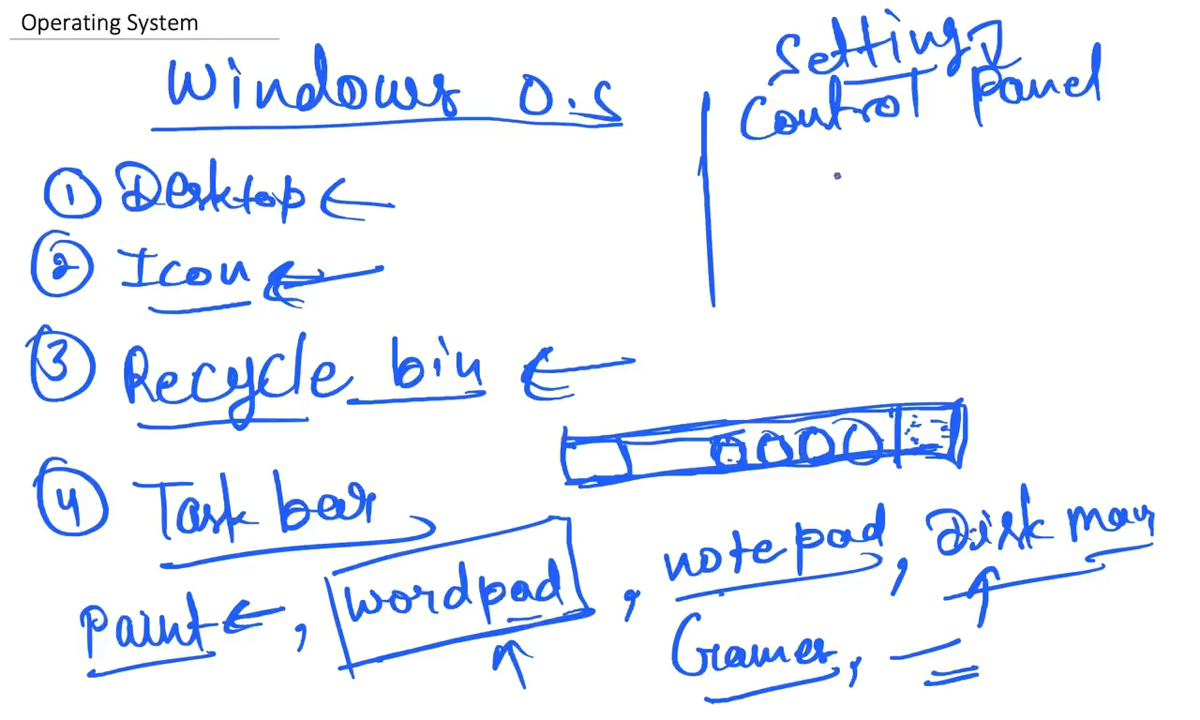 Operating System
Windows O.S
① Desktop
② Icon
③ Recycle bin
④ Task bar
Paint, wordpad, notepad, Disk man
Games,
Setting
Control Panel